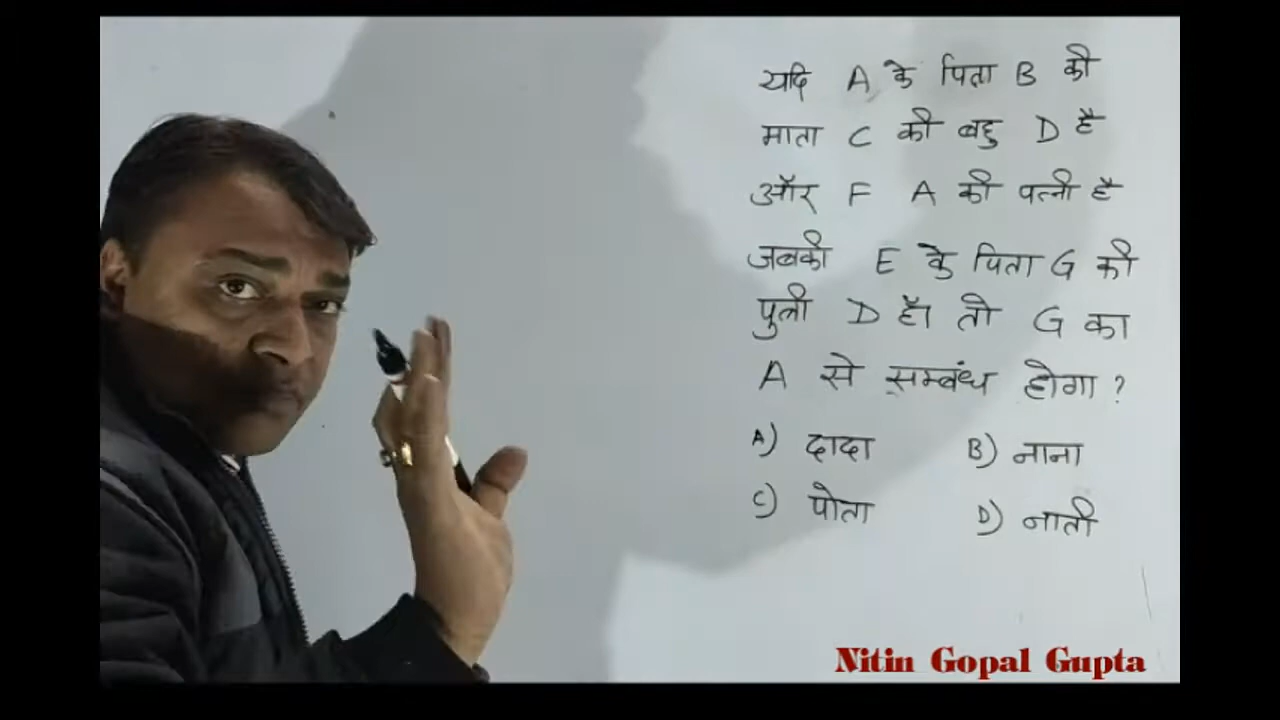 यदि A के पिता B की
माता C की बहु D है
और F A की पत्नी है
जबकी E के पिता G की
पुत्री D है। तो G का
A से सम्बंध होगा ?
A) दादा B) नाना
C) पोता D) नाती
Nitin Gopal Gupta